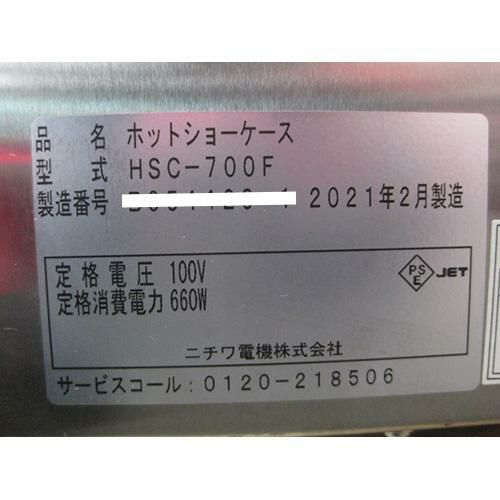 品名 ホットショーケース
型式 HSC-700F
製造番号 2021年2月製造
定格電圧 100V
定格消費電力 660W
PSE JET
ニチワ電機株式会社
サービスコール:0120-218506